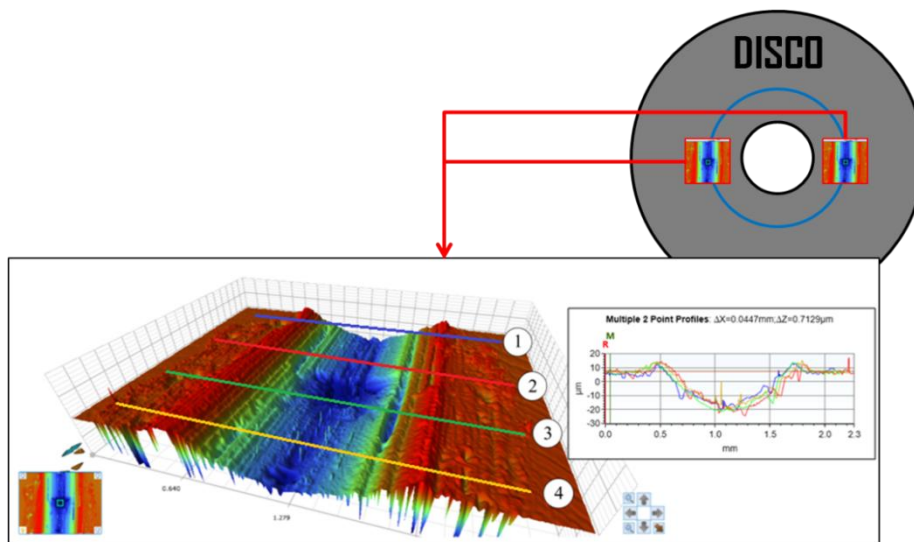 DISCO
Multiple 2 Point Profiles: ΔX=0.0447mm;ΔZ=0.7129µm
M
R
20
10
0
-10
-20
-30
µm
0.0 0.5 1.0 1.5 2.0 2.3
mm
1
2
3
4
0.640
1.279